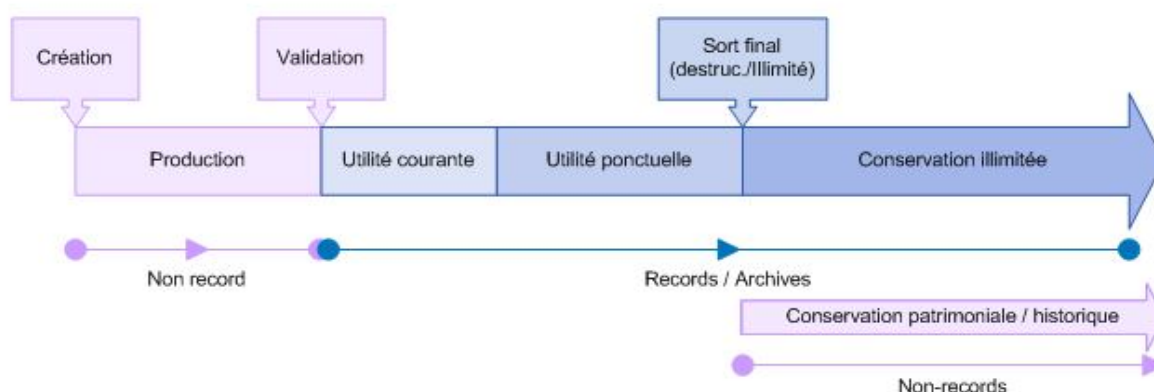 Création
Validation
Sort final
(destruc./Illimité)
Production
Utilité courante
Utilité ponctuelle
Conservation illimitée
Non record
Records / Archives
Conservation patrimoniale / historique
Non-records